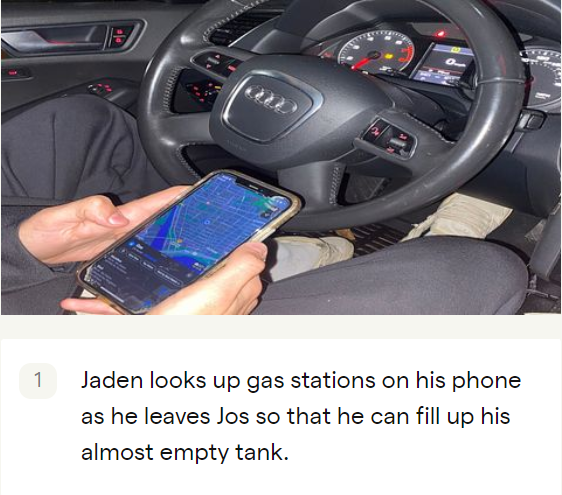 1
Jaden looks up gas stations on his phone
as he leaves Jos so that he can fill up his
almost empty tank.